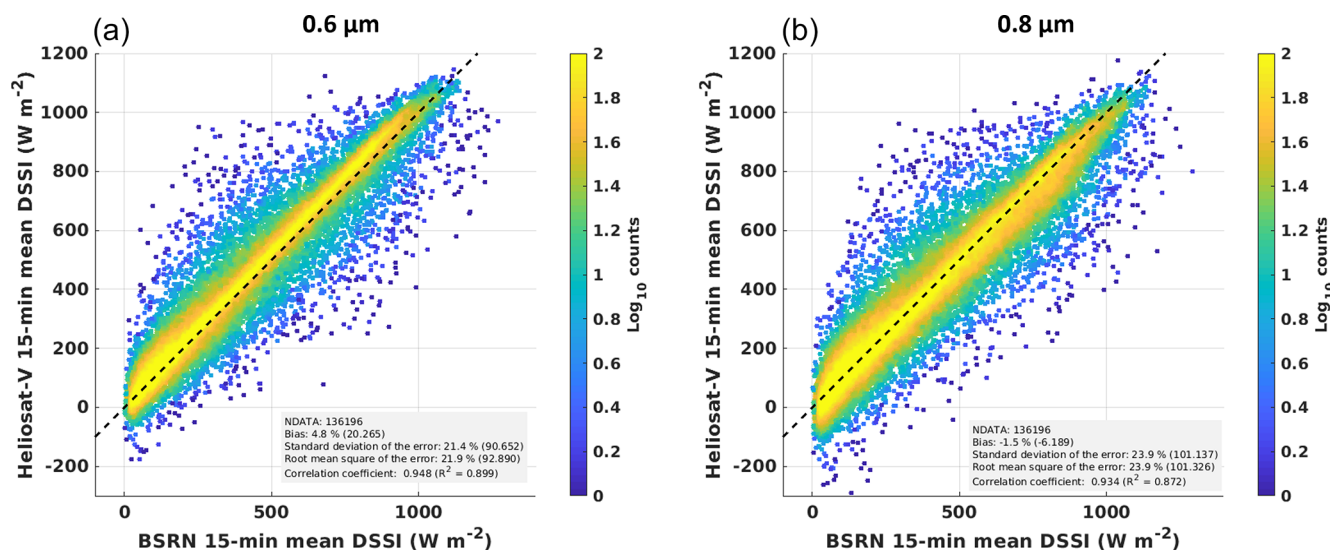 (a)
0.6 µm
1200
1000
800
600
400
200
0
-200
0
500
1000
Heliosat-V 15-min mean DSSI (W m⁻²)
BSRN 15-min mean DSSI (W m⁻²)
NDATA: 136196
Bias: 4.8 % (20.265)
Standard deviation of the error: 21.4 % (90.652)
Root mean square of the error: 21.9 % (92.890)
Correlation coefficient: 0.948 (R² = 0.899)
2
1.8
1.6
1.4
1.2
1
0.8
0.6
0.4
0.2
0
Log₁₀ counts
(b)
0.8 µm
1200
1000
800
600
400
200
0
-200
0
500
1000
Heliosat-V 15-min mean DSSI (W m⁻²)
BSRN 15-min mean DSSI (W m⁻²)
NDATA: 136196
Bias: -1.5 % (-6.189)
Standard deviation of the error: 23.9 % (101.137)
Root mean square of the error: 23.9 % (101.326)
Correlation coefficient: 0.934 (R² = 0.872)
2
1.8
1.6
1.4
1.2
1
0.8
0.6
0.4
0.2
0
Log₁₀ counts